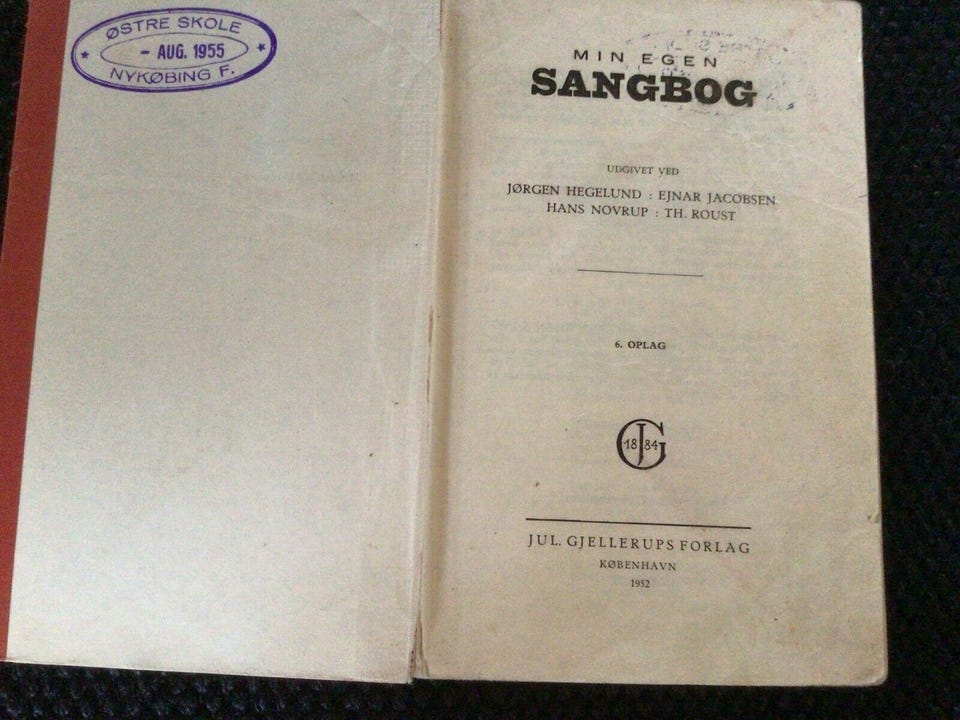 ØSTRE SKOLE
- AUG. 1955
NYKØBING F.
MIN EGEN
SANGBOG
UDGIVET VED
JØRGEN HEGELUND : EJNAR JACOBSEN
HANS NOVRUP : TH. ROUST
6. OPLAG
18 JG 84
JUL. GJELLERUPS FORLAG
KØBENHAVN
1952